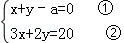 x+y−a=0 ①
3x+2y=20 ②